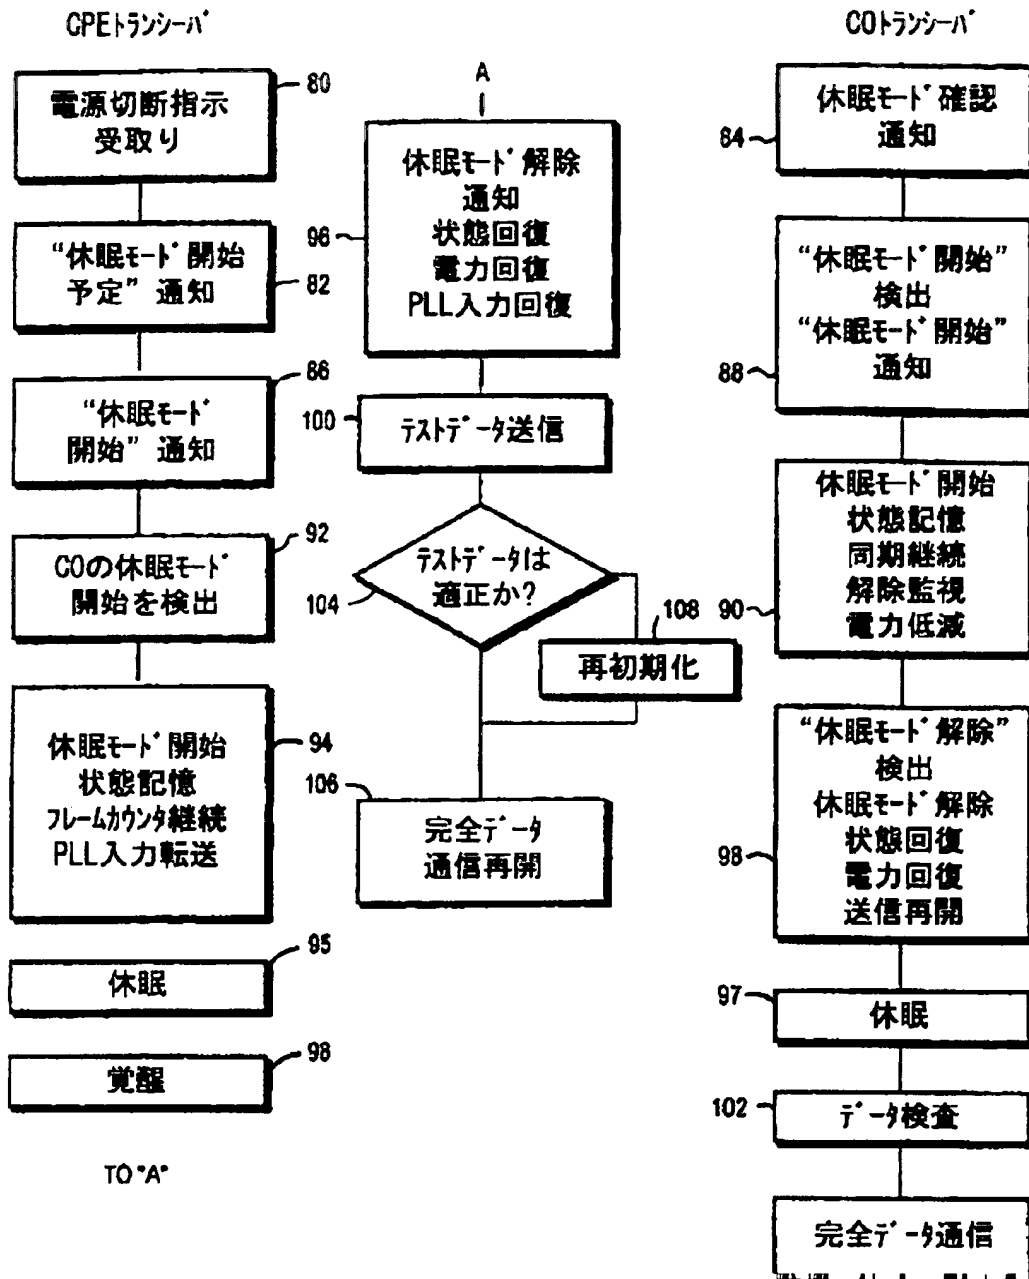 CPEトランシーバ
電源切断指示
受取り
80
“休眠モード開始
予定”通知
82
86
“休眠モード
開始”通知
92
COの休眠モード
開始を検出
休眠モード開始
状態記憶
フレームカウンタ継続
PLL入力転送
94
95
休眠
98
覚醒
TO "A"
A
休眠モード解除
通知
状態回復
電力回復
PLL入力回復
96
100
テストデータ送信
テストデータは
適正か?
104
108
再初期化
106
完全データ
通信再開
COトランシーバ
休眠モード確認
通知
84
“休眠モード開始”
検出
“休眠モード開始”
通知
88
休眠モード開始
状態記憶
同期継続
解除監視
電力低減
90
“休眠モード解除”
検出
休眠モード解除
状態回復
電力回復
送信再開
98
97
休眠
102
データ検査
完全データ通信